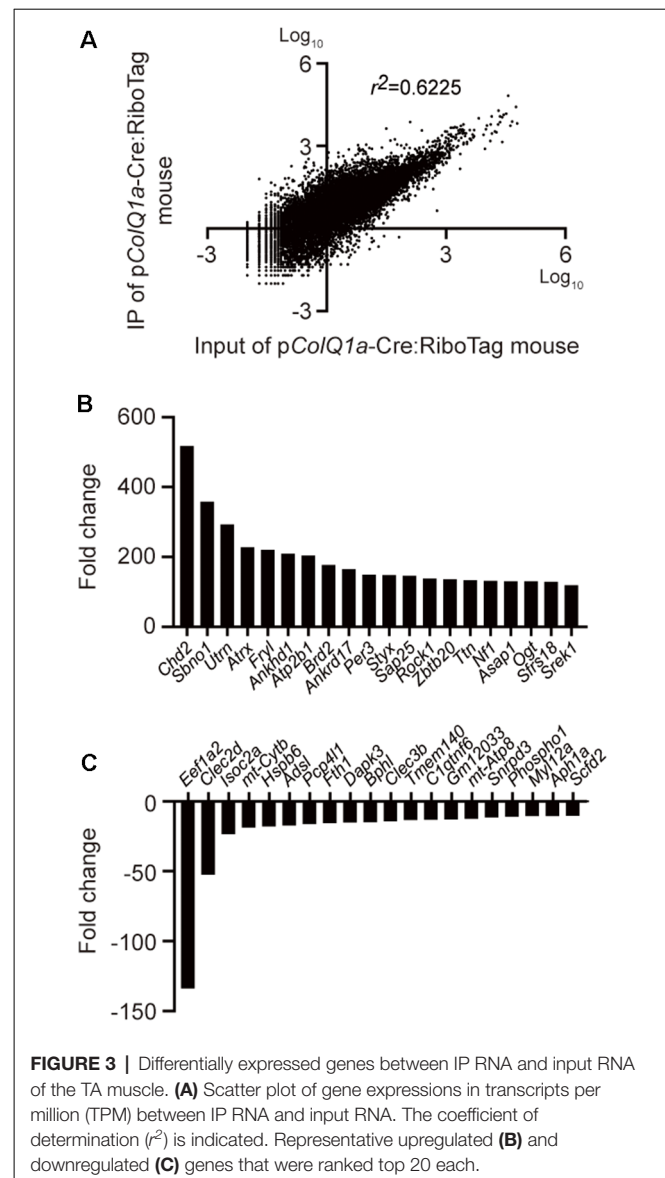 A
Log10
6
r2=0.6225
3
-3
3
6
Log10
-3
IP of pColQ1a-Cre:RiboTag
mouse
Input of pColQ1a-Cre:RiboTag mouse
B
600
400
200
0
Fold change
Chd2
Sbno1
Utrn
Atrx
Fryl
Ankhd1
Atp2b1
Brd2
Ankrd17
Per3
Styx
Sap25
Rock1
Zbtb20
Ttn
Nf1
Asap1
Ogt
Sfrs18
Srek1
C
Eef1a2
Clec2d
Isoc2a
mt-Cytb
Hspb6
Adsl
Pcp4l1
Fth1
Dapk3
Bphl
Clec3b
Tmem140
C1qtnf6
Gm12033
mt-Atp8
Snrpd3
Phospho1
Myl2a
Aph1a
Scfd2
0
-50
-100
-150
Fold change
FIGURE 3 | Differentially expressed genes between IP RNA and input RNA
of the TA muscle. (A) Scatter plot of gene expressions in transcripts per
million (TPM) between IP RNA and input RNA. The coefficient of
determination (r2) is indicated. Representative upregulated (B) and
downregulated (C) genes that were ranked top 20 each.